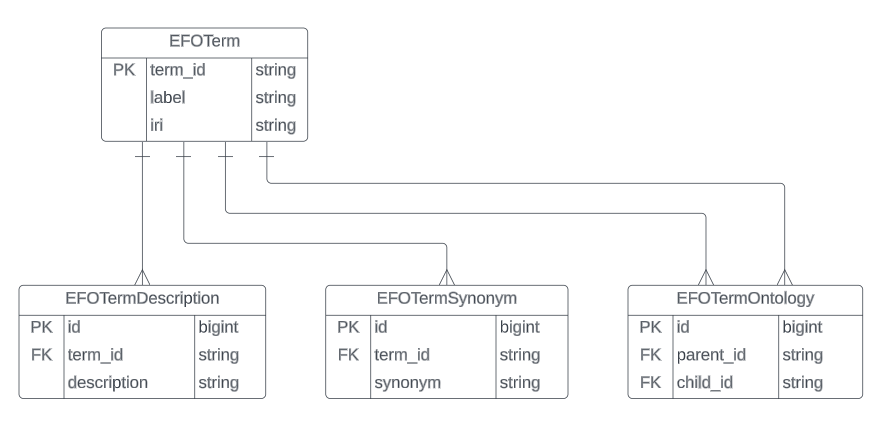 EFOTerm
PK term_id string
label string
iri string
EFOTermDescription
PK id bigint
FK term_id string
description string
EFOTermSynonym
PK id bigint
FK term_id string
synonym string
EFOTermOntology
PK id bigint
FK parent_id string
FK child_id string